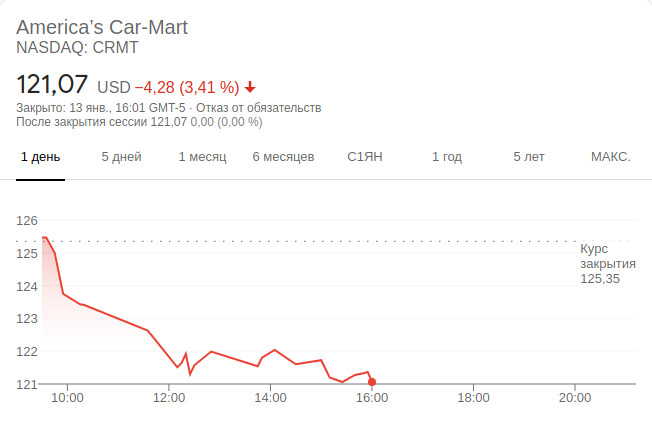 America’s Car-Mart
NASDAQ: CRMT
121,07 USD −4,28 (3,41 %)
Закрыто: 13 янв., 16:01 GMT-5 · Отказ от обязательств
После закрытия сессии 121,07 0,00 (0,00 %)
1 день 5 дней 1 месяц 6 месяцев С1ЯН 1 год 5 лет МАКС.
126
125
124
123
122
121
Курс
закрытия
125,35
10:00 12:00 14:00 16:00 18:00 20:00